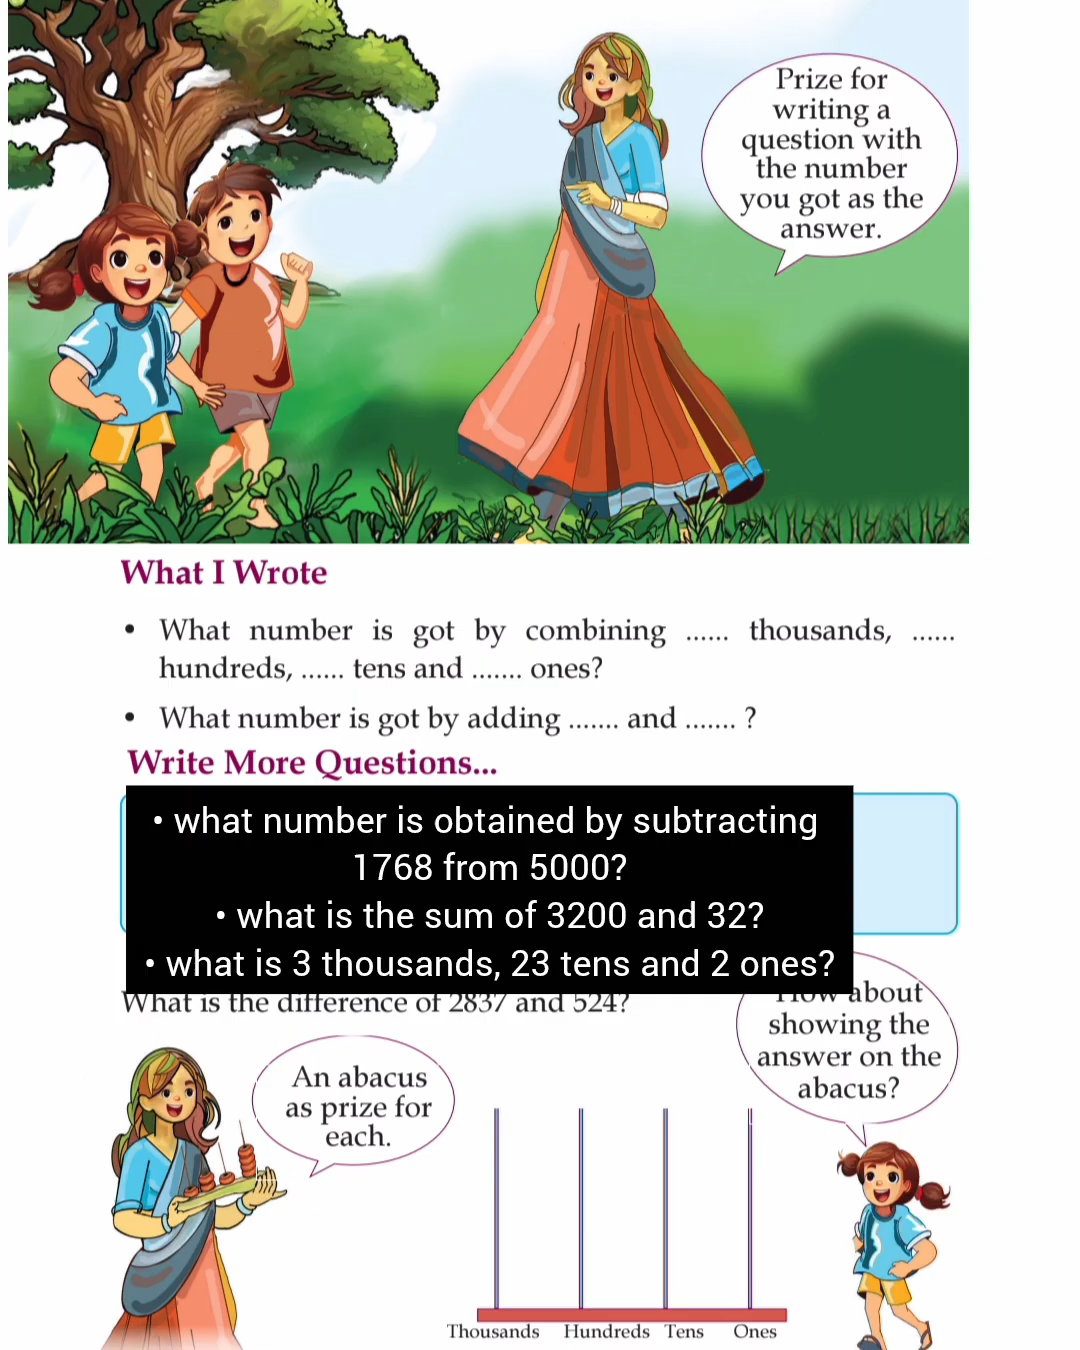 Prize for
writing a
question with
the number
you got as the
answer.
What I Wrote
• What number is got by combining ...... thousands, ......
hundreds, ...... tens and ....... ones?
• What number is got by adding ....... and ....... ?
Write More Questions...
• what number is obtained by subtracting
1768 from 5000?
• what is the sum of 3200 and 32?
• what is 3 thousands, 23 tens and 2 ones?
What is the difference of 2837 and 524?
An abacus
as prize for
each.
How about
showing the
answer on the
abacus?
Thousands Hundreds Tens Ones